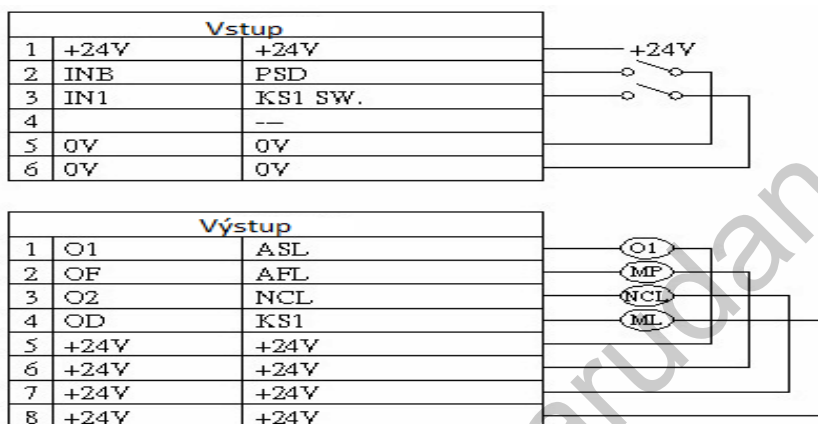 Vstup
1 +24V +24V +24V
2 INB PSD
3 IN1 KS1 SW.
4 ---
5 0V 0V
6 0V 0V
Výstup
1 O1 ASL O1
2 OF AFL MF
3 O2 NCL NCL
4 OD KS1 ML
5 +24V +24V
6 +24V +24V
7 +24V +24V
8 +24V +24V